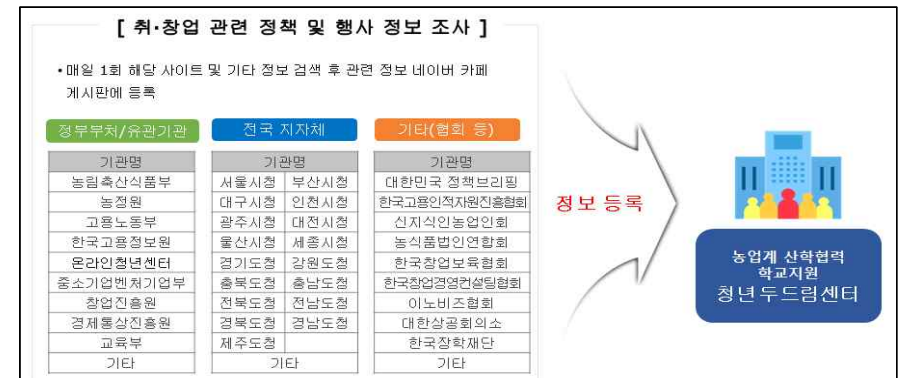 [ 취·창업 관련 정책 및 행사 정보 조사 ]
• 매일 1회 해당 사이트 및 기타 정보 검색 후 관련 정보 네이버 카페
게시판에 등록
정부부처/유관기관
기관명
농림축산식품부
농정원
고용노동부
한국고용정보원
온라인청년센터
중소기업벤처기업부
창업진흥원
경제통상진흥원
교육부
기타
전국 지자체
기관명
서울시청 부산시청
대구시청 인천시청
광주시청 대전시청
울산시청 세종시청
경기도청 강원도청
충북도청 충남도청
전북도청 전남도청
경북도청 경남도청
제주도청
기타
기타(협회 등)
기관명
대한민국 정책브리핑
한국고용인적자원진흥협회
신지식인농업인회
농식품법인연합회
한국창업보육협회
한국창업경영컨설팅협회
이노비즈협회
대한상공회의소
한국장학재단
기타
정보 등록
농업계 산학협력
학교지원
청년두드림센터